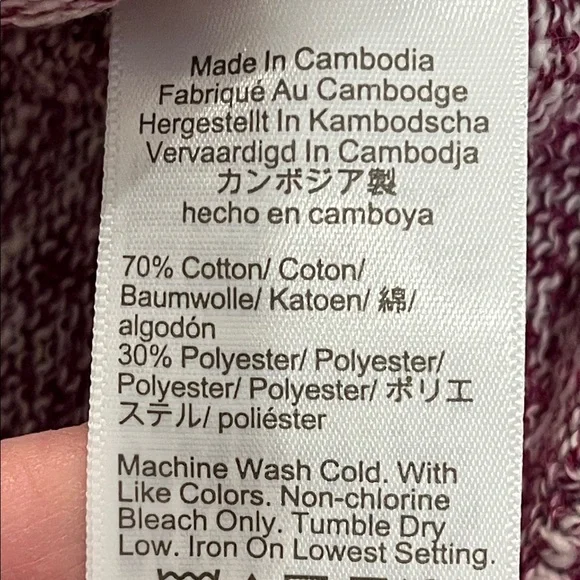 Made In Cambodia
Fabriqué Au Cambodge
Hergestellt In Kambodscha
Vervaardigd In Cambodja
カンボジア製
hecho en camboya
70% Cotton/ Coton/
Baumwolle/ Katoen/ 綿/
algodón
30% Polyester/ Polyester/
Polyester/ Polyester/ ポリエ
ステル/ poliéster
Machine Wash Cold. With
Like Colors. Non-chlorine
Bleach Only. Tumble Dry
Low. Iron On Lowest Setting.